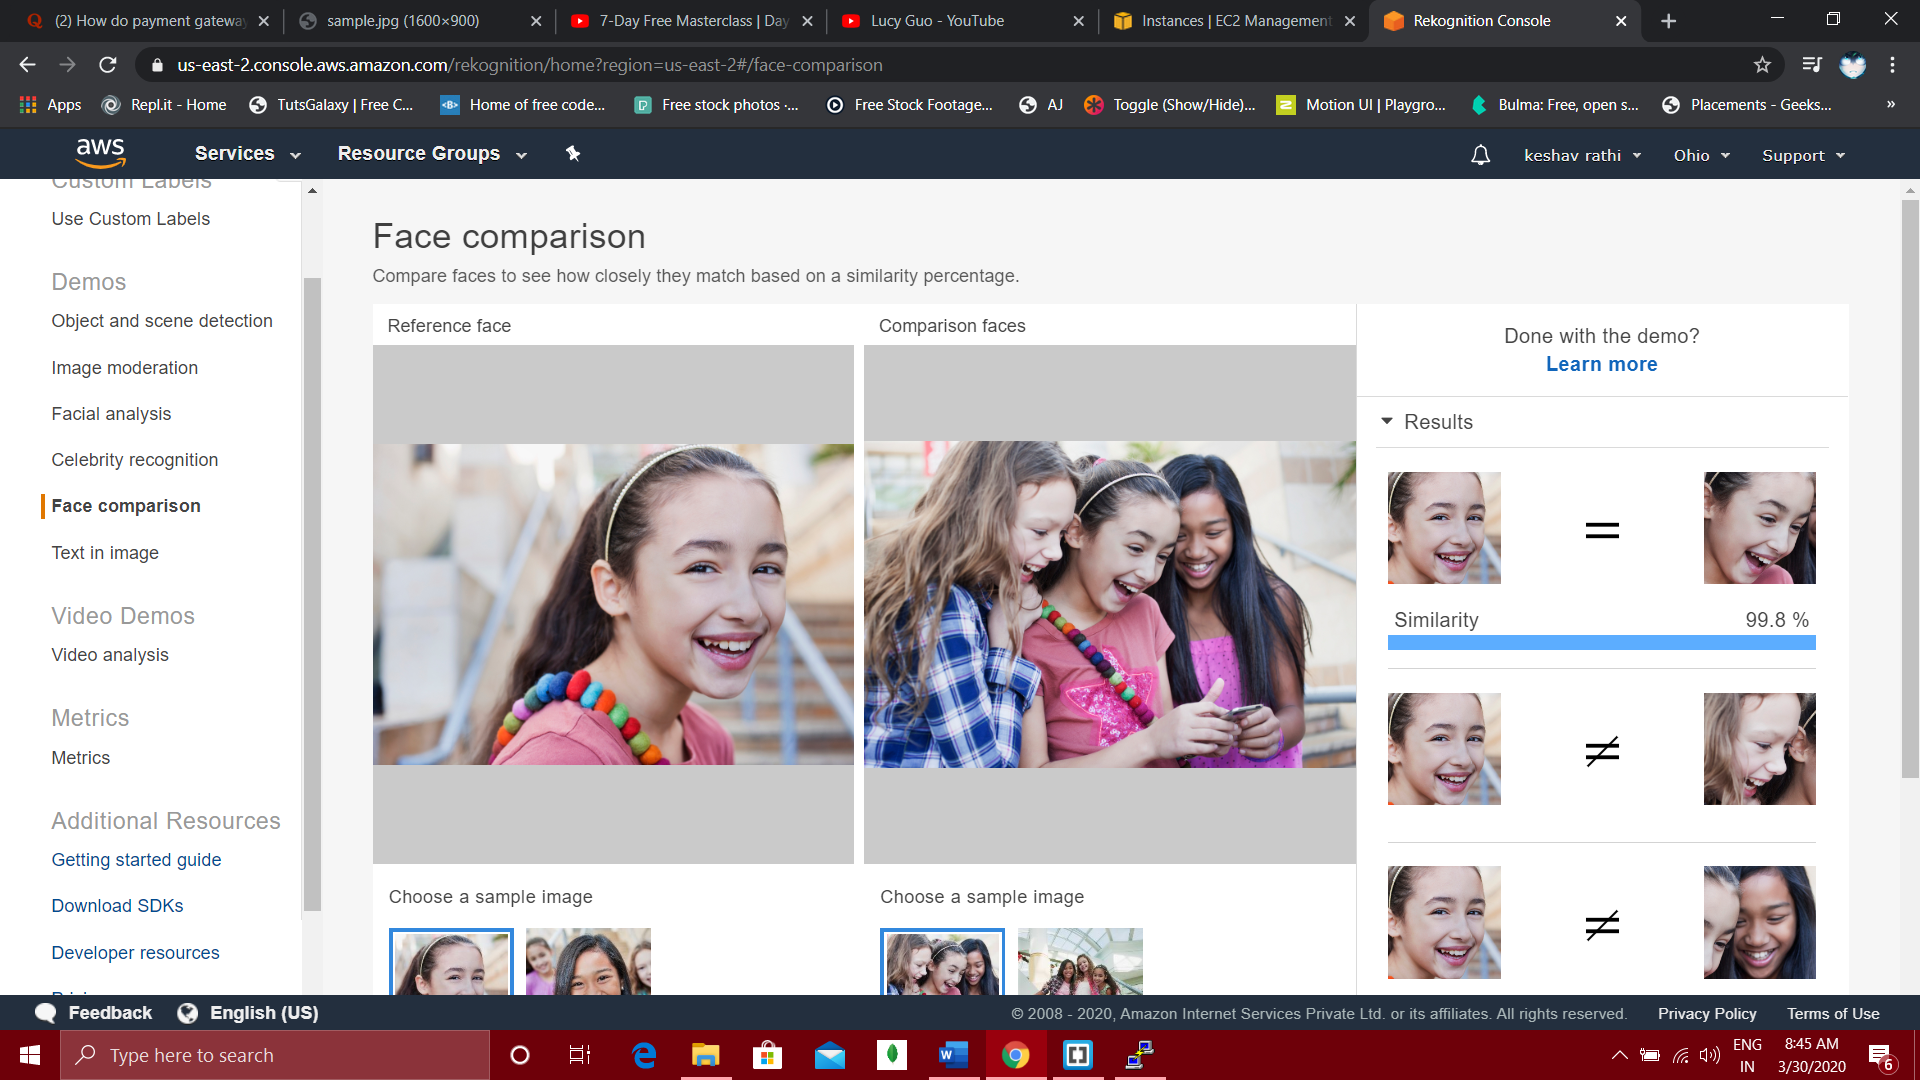 (2) How do payment gateway
sample.jpg (1600×900)
7-Day Free Masterclass | Day
Lucy Guo - YouTube
Instances | EC2 Management
Rekognition Console
us-east-2.console.aws.amazon.com/rekognition/home?region=us-east-2#/face-comparison
Apps
Repl.it - Home
TutsGalaxy | Free C...
Home of free code...
Free stock photos ·...
Free Stock Footage...
AJ
Toggle (Show/Hide)...
Motion UI | Playgro...
Bulma: Free, open s...
Placements - Geeks...
»
aws
Services
Resource Groups
keshav rathi
Ohio
Support
Custom Labels
Use Custom Labels
Demos
Object and scene detection
Image moderation
Facial analysis
Celebrity recognition
Face comparison
Text in image
Video Demos
Video analysis
Metrics
Metrics
Additional Resources
Getting started guide
Download SDKs
Developer resources
Face comparison
Compare faces to see how closely they match based on a similarity percentage.
Reference face
Comparison faces
Choose a sample image
Choose a sample image
Done with the demo?
Learn more
Results
=
Similarity 99.8 %
≠
≠
Feedback
English (US)
© 2008 - 2020, Amazon Internet Services Private Ltd. or its affiliates. All rights reserved.
Privacy Policy
Terms of Use
Type here to search
ENG
IN
8:45 AM
3/30/2020
6